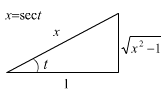 x=sect
x
√x² − 1
t
1